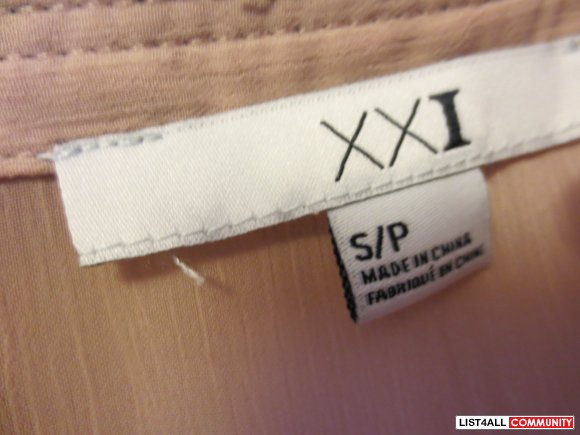 XXI
S/P
MADE IN CHINA
FABRIQUÉ EN CHINE
LIST4ALL COMMUNITY